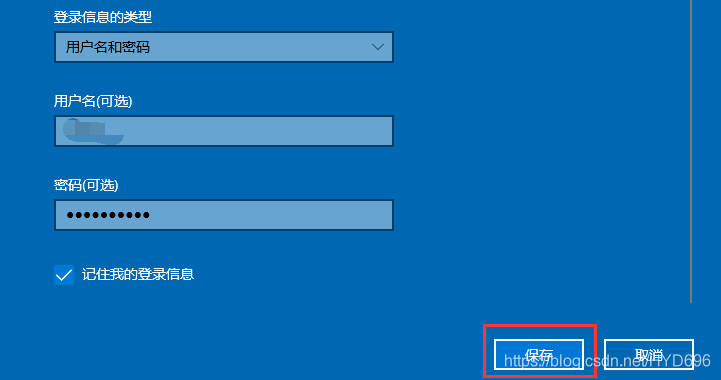 登录信息的类型
用户名和密码
用户名(可选)
密码(可选)
••••••••••
记住我的登录信息
保存
取消
https://blog.csdn.net/HYD696